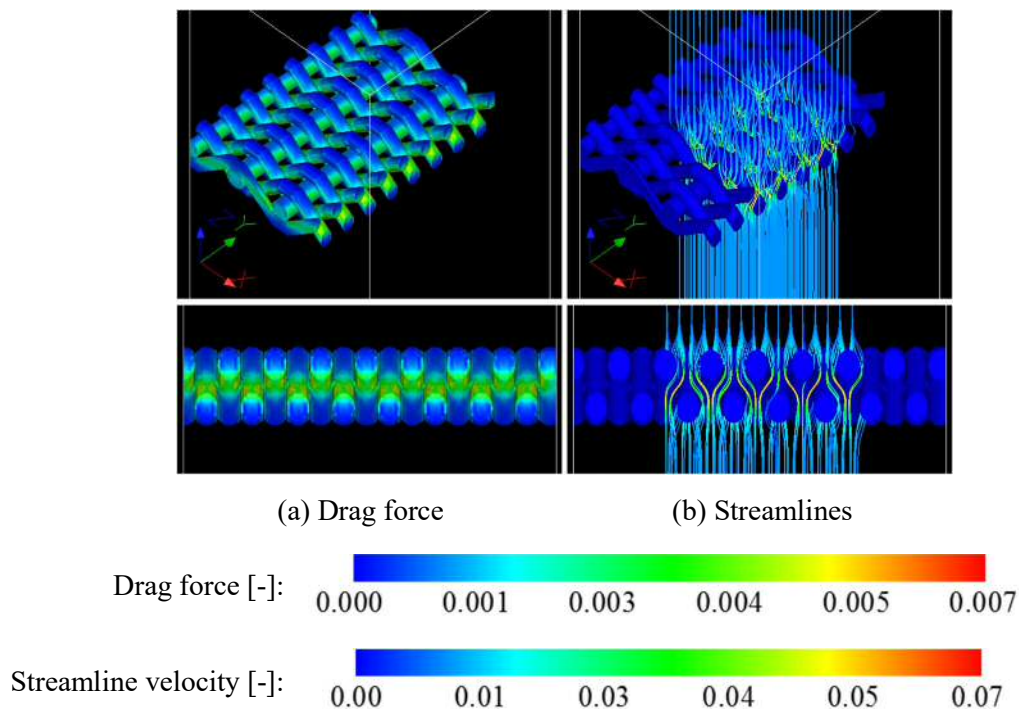 Z Y X
Z Y X
(a) Drag force (b) Streamlines
Drag force [-]:
0.000 0.001 0.003 0.004 0.005 0.007
Streamline velocity [-]:
0.00 0.01 0.03 0.04 0.05 0.07